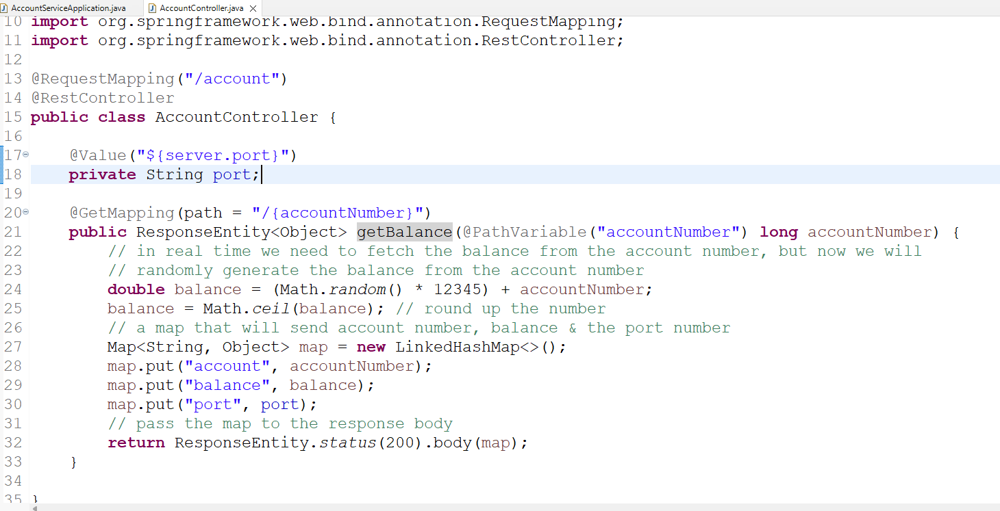 AccountServiceApplication.java AccountController.java
10 import org.springframework.web.bind.annotation.RequestMapping;
11 import org.springframework.web.bind.annotation.RestController;
12
13 @RequestMapping("/account")
14 @RestController
15 public class AccountController {
16
17 @Value("${server.port}")
18 private String port;
19
20 @GetMapping(path = "/{accountNumber}")
21 public ResponseEntity<Object> getBalance(@PathVariable("accountNumber") long accountNumber) {
22 // in real time we need to fetch the balance from the account number, but now we will
23 // randomly generate the balance from the account number
24 double balance = (Math.random() * 12345) + accountNumber;
25 balance = Math.ceil(balance); // round up the number
26 // a map that will send account number, balance & the port number
27 Map<String, Object> map = new LinkedHashMap<>();
28 map.put("account", accountNumber);
29 map.put("balance", balance);
30 map.put("port", port);
31 // pass the map to the response body
32 return ResponseEntity.status(200).body(map);
33 }
34
35 }